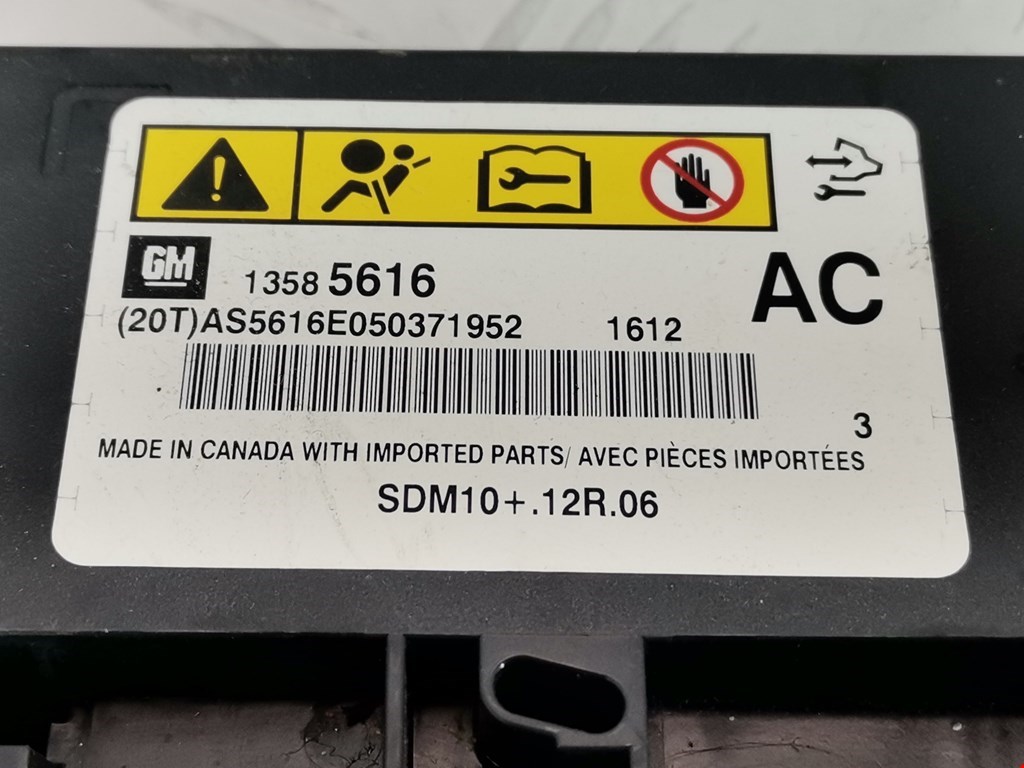 GM 1358 5616 AC
(20T)AS5616E050371952 1612
3
MADE IN CANADA WITH IMPORTED PARTS/ AVEC PIÈCES IMPORTÉES
SDM10+.12R.06